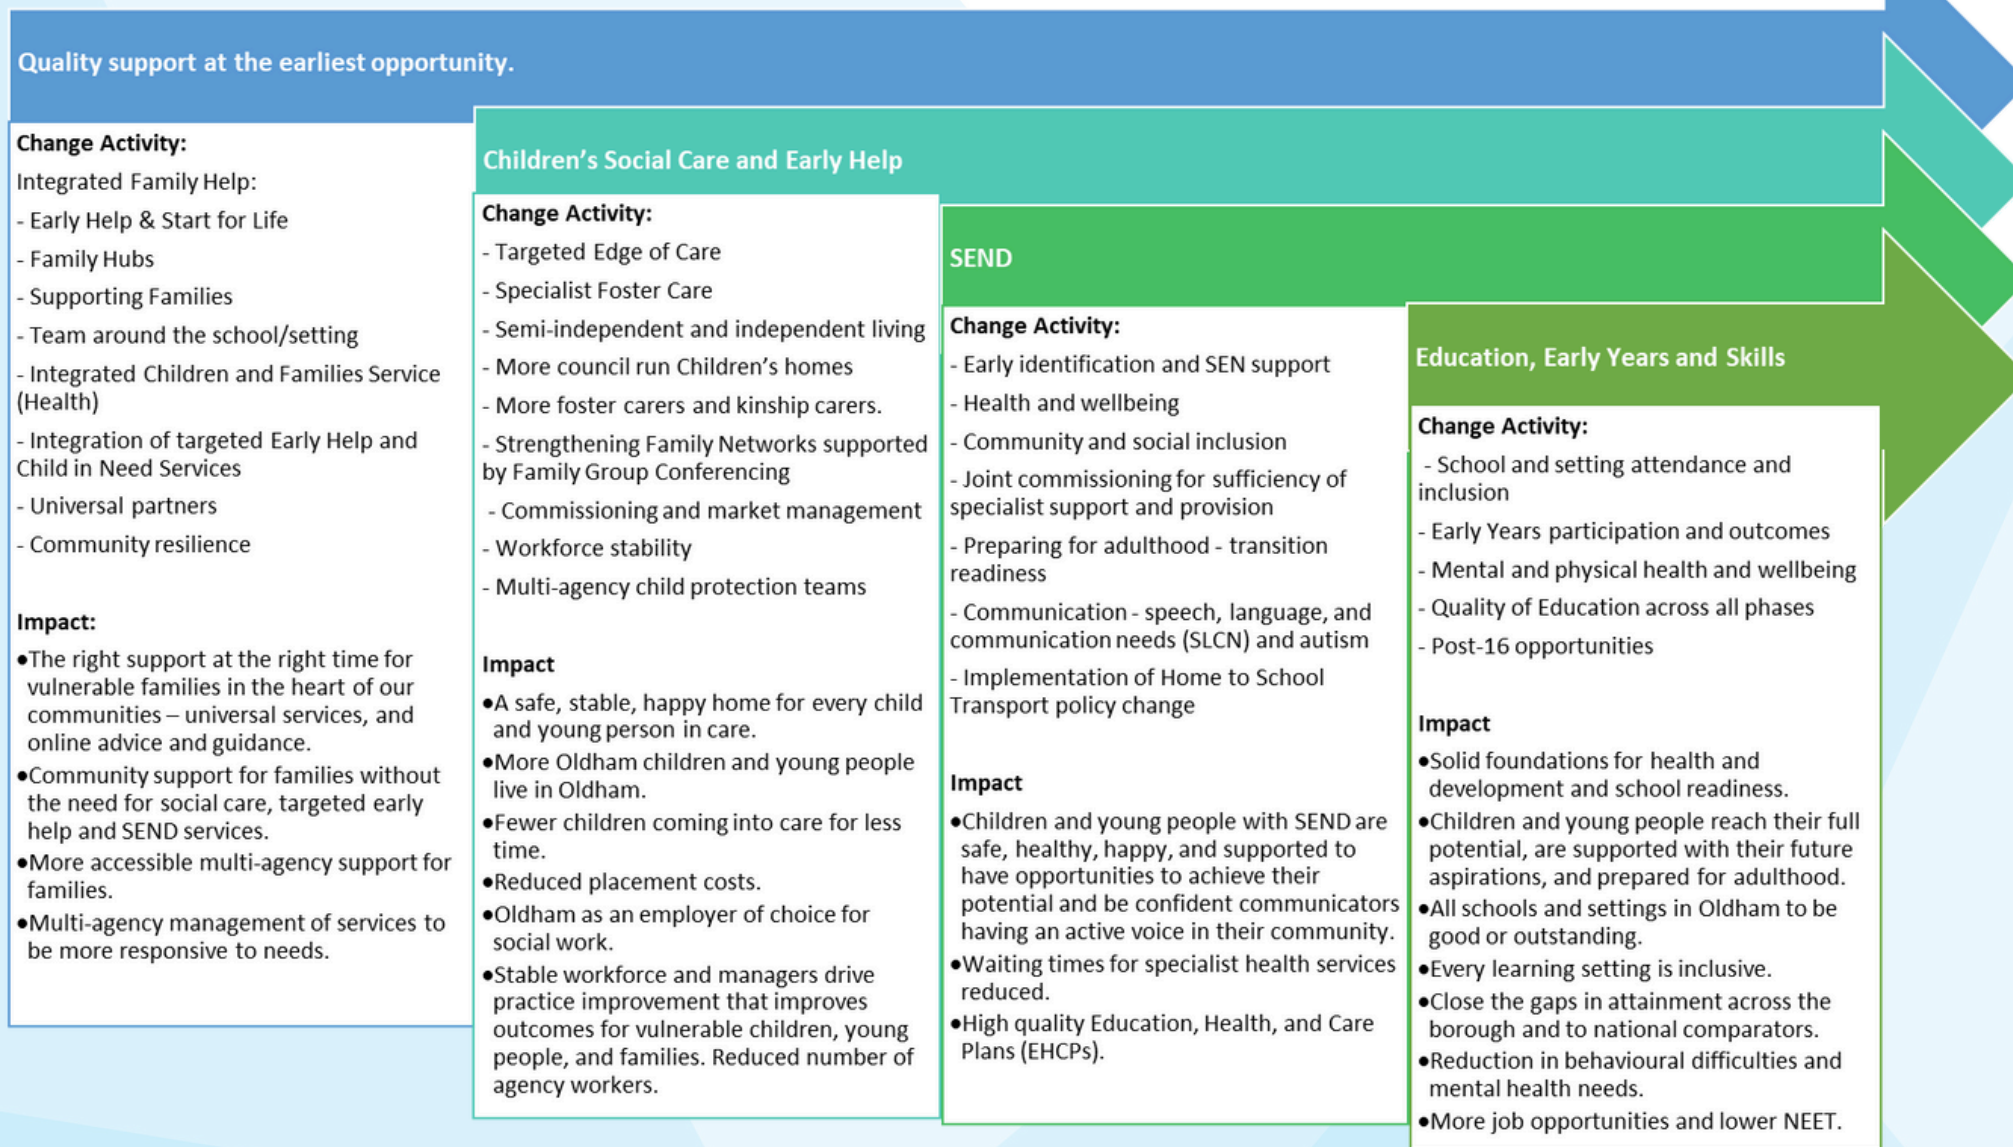 Quality support at the earliest opportunity.
Change Activity:
Integrated Family Help:
- Early Help & Start for Life
- Family Hubs
- Supporting Families
- Team around the school/setting
- Integrated Children and Families Service
(Health)
- Integration of targeted Early Help and
Child in Need Services
- Universal partners
- Community resilience
Impact:
•The right support at the right time for
vulnerable families in the heart of our
communities – universal services, and
online advice and guidance.
•Community support for families without
the need for social care, targeted early
help and SEND services.
•More accessible multi-agency support for
families.
•Multi-agency management of services to
be more responsive to needs.
Children’s Social Care and Early Help
Change Activity:
- Targeted Edge of Care
- Specialist Foster Care
- Semi-independent and independent living
- More council run Children’s homes
- More foster carers and kinship carers.
- Strengthening Family Networks supported
by Family Group Conferencing
- Commissioning and market management
- Workforce stability
- Multi-agency child protection teams
Impact
•A safe, stable, happy home for every child
and young person in care.
•More Oldham children and young people
live in Oldham.
•Fewer children coming into care for less
time.
•Reduced placement costs.
•Oldham as an employer of choice for
social work.
•Stable workforce and managers drive
practice improvement that improves
outcomes for vulnerable children, young
people, and families. Reduced number of
agency workers.
SEND
Change Activity:
- Early identification and SEN support
- Health and wellbeing
- Community and social inclusion
- Joint commissioning for sufficiency of
specialist support and provision
- Preparing for adulthood - transition
readiness
- Communication - speech, language, and
communication needs (SLCN) and autism
- Implementation of Home to School
Transport policy change
Impact
•Children and young people with SEND are
safe, healthy, happy, and supported to
have opportunities to achieve their
potential and be confident communicators
having an active voice in their community.
•Waiting times for specialist health services
reduced.
•High quality Education, Health, and Care
Plans (EHCPs).
Education, Early Years and Skills
Change Activity:
- School and setting attendance and
inclusion
- Early Years participation and outcomes
- Mental and physical health and wellbeing
- Quality of Education across all phases
- Post-16 opportunities
Impact
•Solid foundations for health and
development and school readiness.
•Children and young people reach their full
potential, are supported with their future
aspirations, and prepared for adulthood.
•All schools and settings in Oldham to be
good or outstanding.
•Every learning setting is inclusive.
•Close the gaps in attainment across the
borough and to national comparators.
•Reduction in behavioural difficulties and
mental health needs.
•More job opportunities and lower NEET.